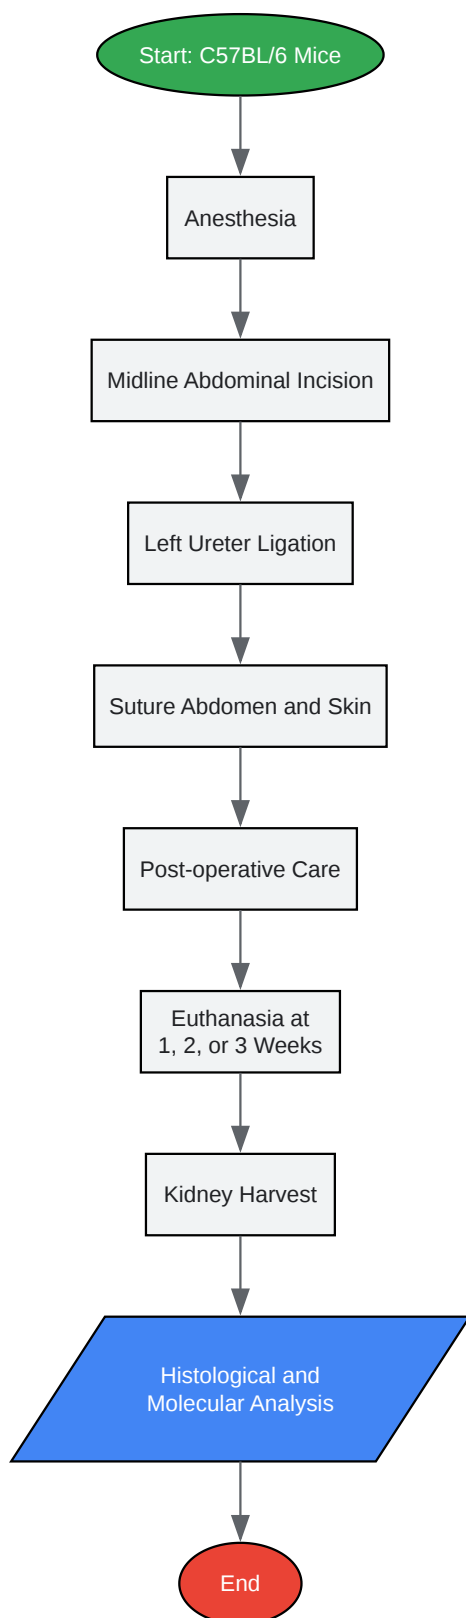 Start: C57BL/6 Mice
Anesthesia
Midline Abdominal Incision
Left Ureter Ligation
Suture Abdomen and Skin
Post-operative Care
Euthanasia at
1, 2, or 3 Weeks
Kidney Harvest
Histological and
Molecular Analysis
End